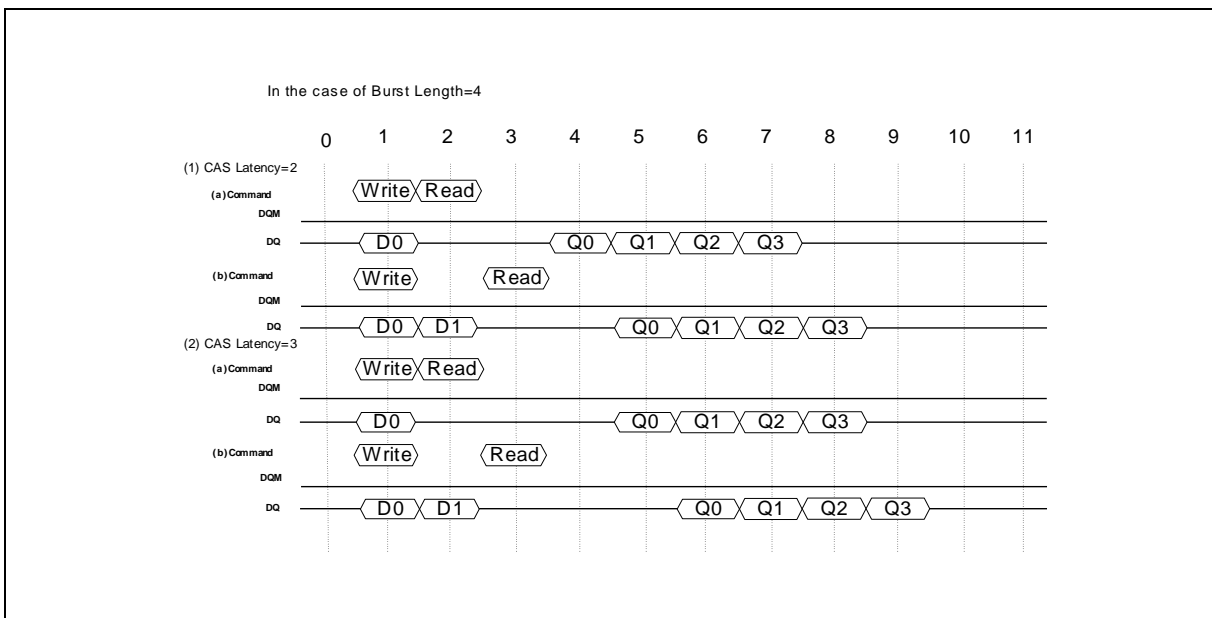 In the case of Burst Length=4
0 1 2 3 4 5 6 7 8 9 10 11
(1) CAS Latency=2
(a)Command Write Read
DQM
DQ D0 Q0 Q1 Q2 Q3
(b)Command Write Read
DQM
DQ D0 D1 Q0 Q1 Q2 Q3
(2) CAS Latency=3
(a)Command Write Read
DQM
DQ D0 Q0 Q1 Q2 Q3
(b)Command Write Read
DQM
DQ D0 D1 Q0 Q1 Q2 Q3